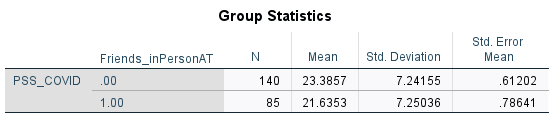 Group Statistics
Friends_inPersonAT N Mean Std. Deviation Std. Error Mean
PSS_COVID .00 140 23.3857 7.24155 .61202
1.00 85 21.6353 7.25036 .78641